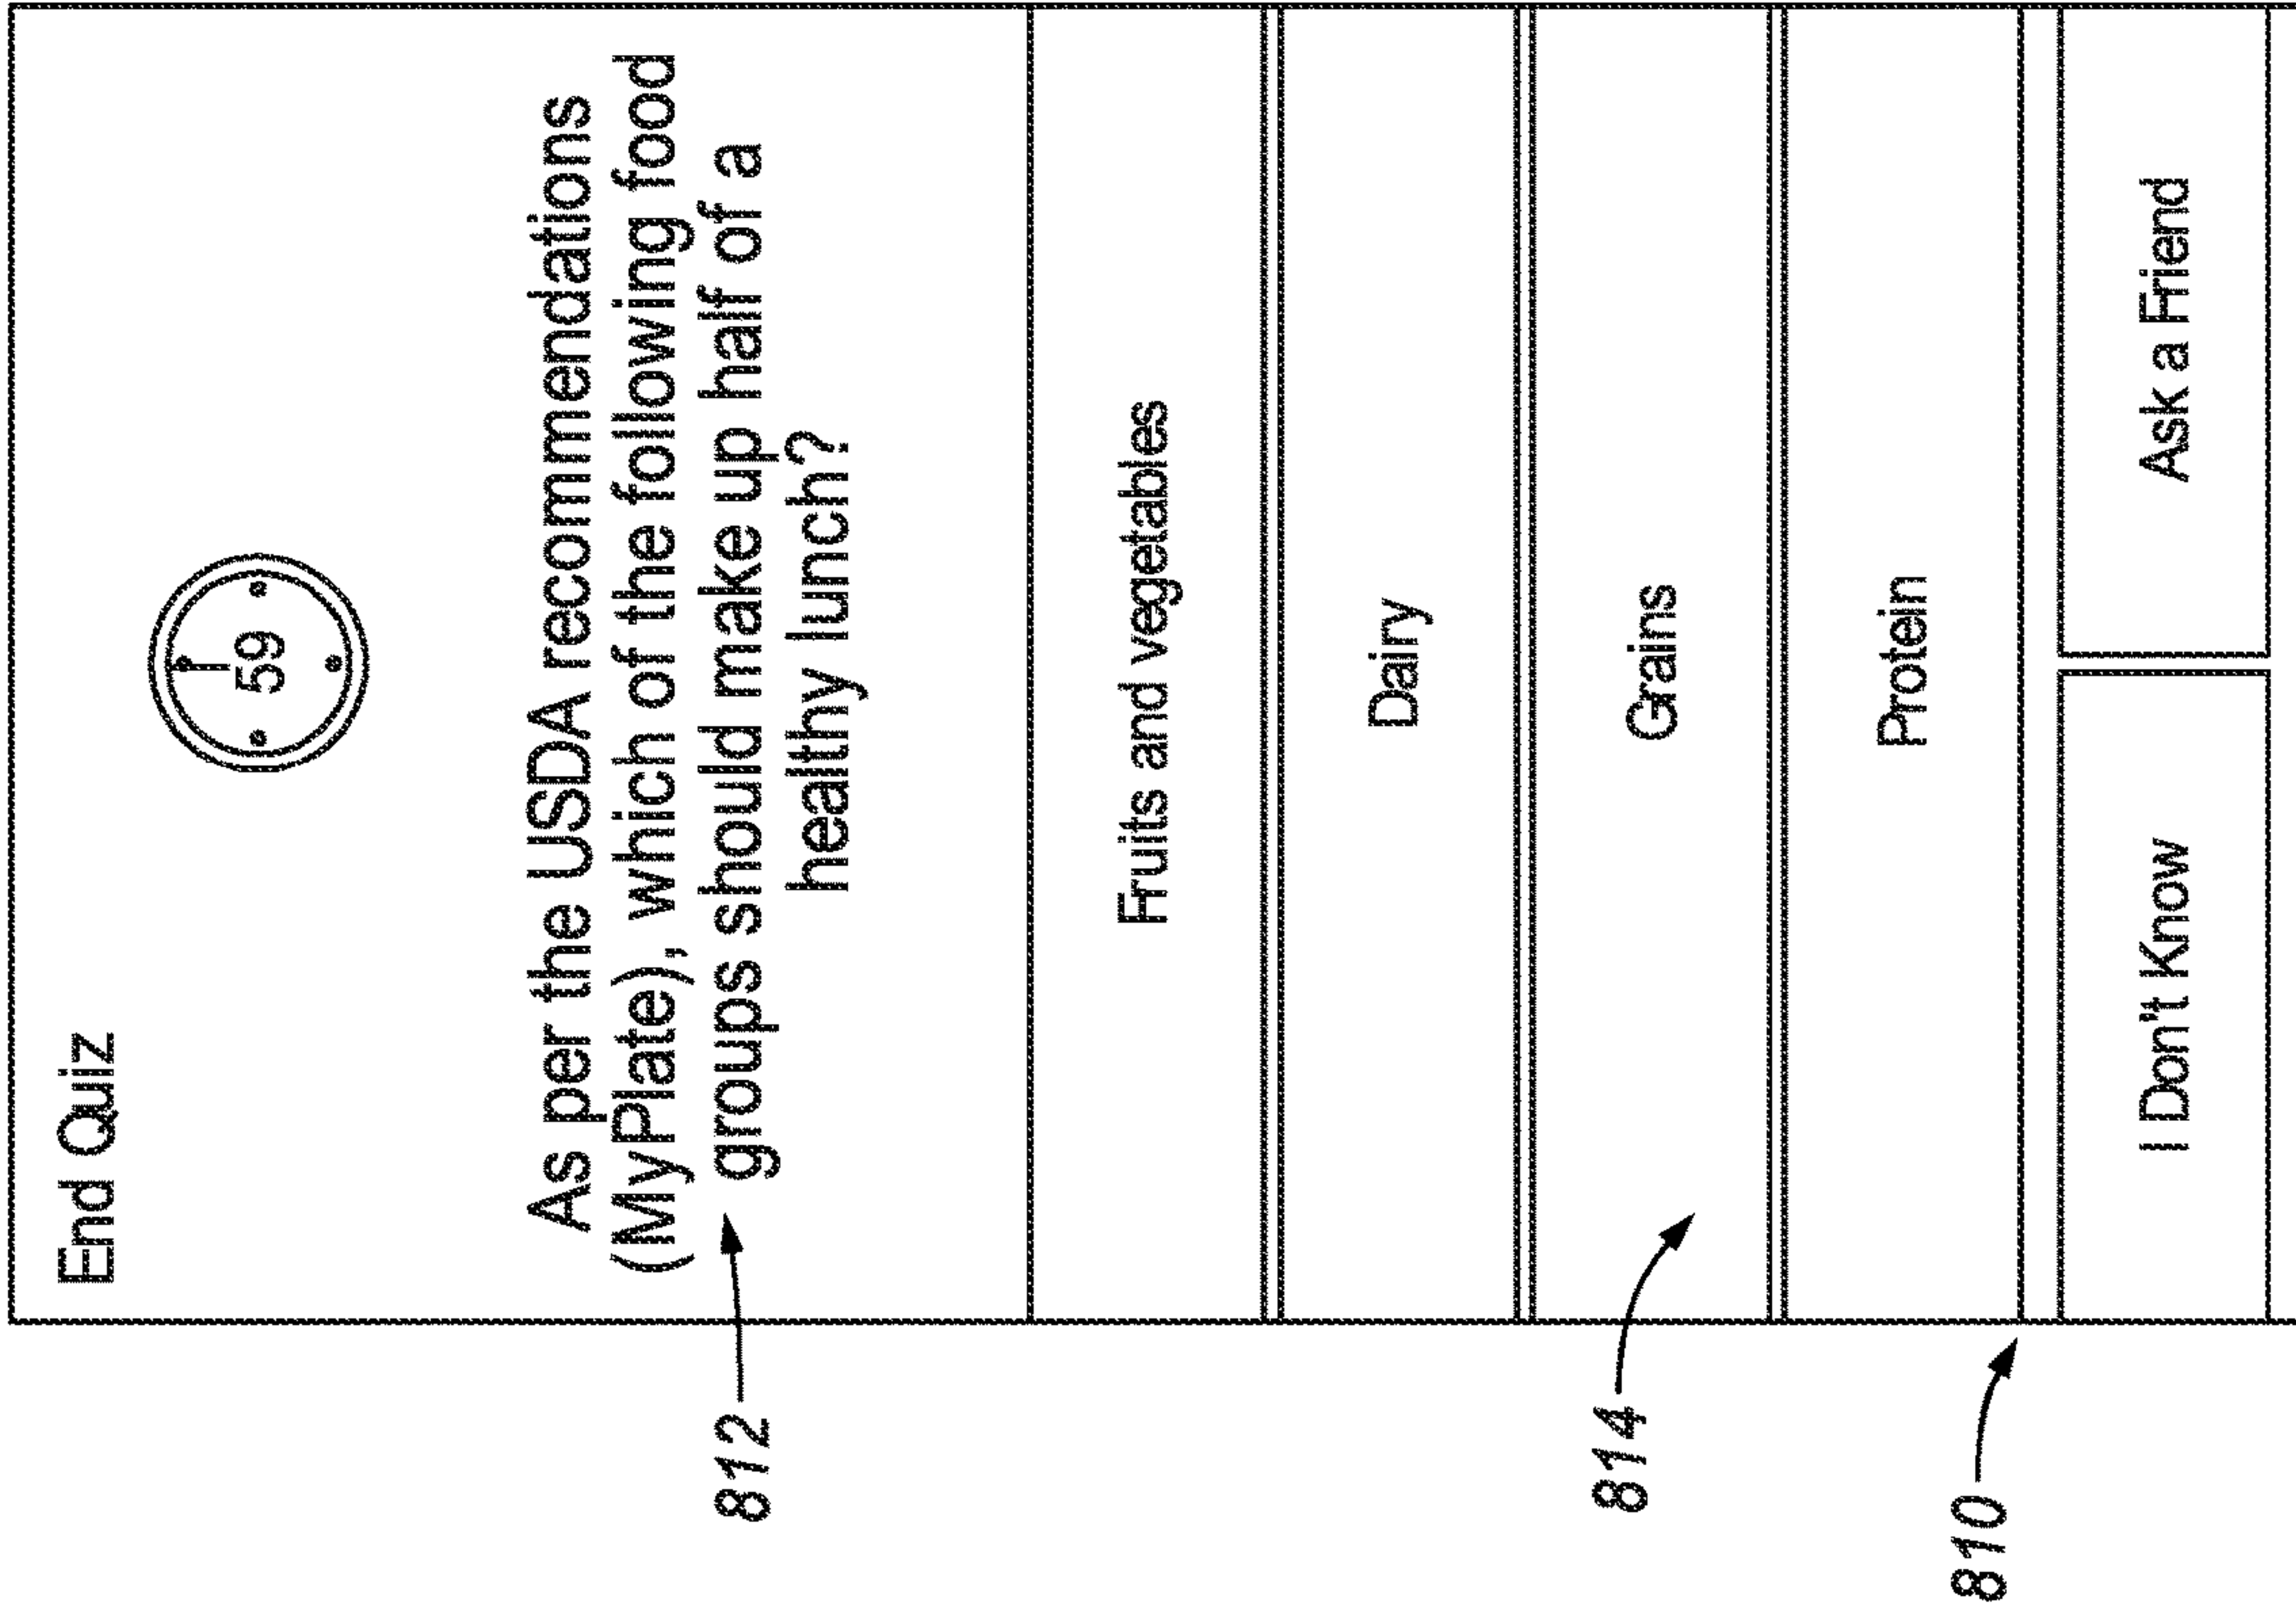 End Quiz
59
As per the USDA recommendations
(MyPlate), which of the following food
groups should make up half of a
healthy lunch?
812
Fruits and vegetables
Dairy
Grains
814
Protein
810
I Don't Know
Ask a Friend